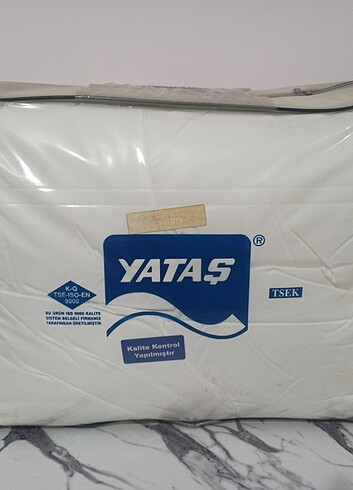 YATAŞ
®
K-Q
TSE-ISO-EN
9000
BU ÜRÜN ISO 9000 KALİTE
SİSTEM BELGELİ FİRMAMIZ
TARAFINDAN ÜRETİLMİŞTİR
TSEK
Kalite Kontrol
Yapılmıştır